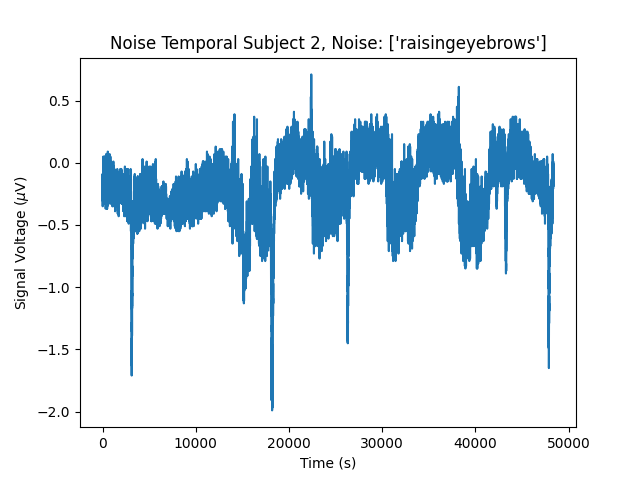 Noise Temporal Subject 2, Noise: ['raisingeyebrows']
0.5
0.0
−0.5
−1.0
−1.5
−2.0
Signal Voltage (μV)
0 10000 20000 30000 40000 50000
Time (s)